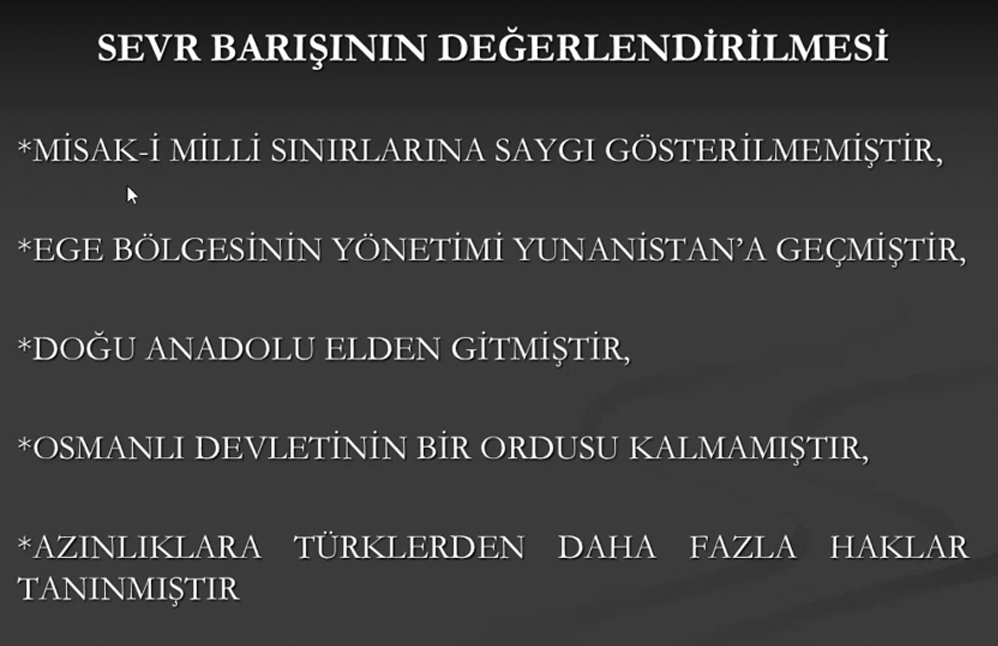 SEVR BARIŞININ DEĞERLENDİRİLMESİ
*MİSAK-İ MİLLİ SINIRLARINA SAYGI GÖSTERİLMEMİŞTİR,
*EGE BÖLGESİNİN YÖNETİMİ YUNANİSTAN’A GEÇMİŞTİR,
*DOĞU ANADOLU ELDEN GİTMİŞTİR,
*OSMANLI DEVLETİNİN BİR ORDUSU KALMAMIŞTIR,
*AZINLIKLARA TÜRKLERDEN DAHA FAZLA HAKLAR
TANINMIŞTIR